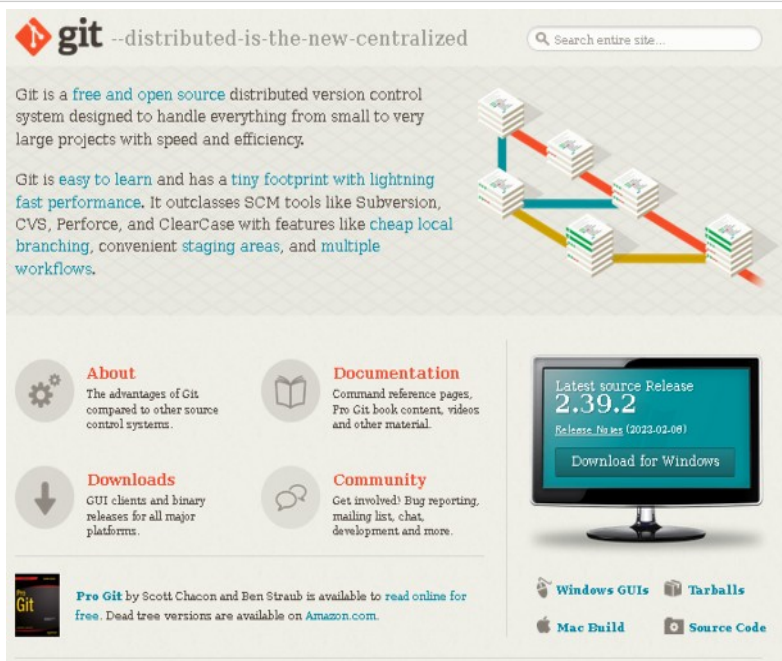 git --distributed-is-the-new-centralized
Search entire site...
Git is a free and open source distributed version control
system designed to handle everything from small to very
large projects with speed and efficiency.
Git is easy to learn and has a tiny footprint with lightning
fast performance. It outclasses SCM tools like Subversion,
CVS, Perforce, and ClearCase with features like cheap local
branching, convenient staging areas, and multiple
workflows.
About
The advantages of Git
compared to other source
control systems.
Documentation
Command reference pages,
Pro Git book content, videos
and other material.
Downloads
GUI clients and binary
releases for all major
platforms.
Community
Get involved! Bug reporting,
mailing list, chat,
development and more.
Latest source Release
2.39.2
Release Notes (2023-02-08)
Download for Windows
Windows GUIs
Tarballs
Mac Build
Source Code
Pro
Git
Pro Git by Scott Chacon and Ben Straub is available to read online for
free. Dead tree versions are available on Amazon.com.